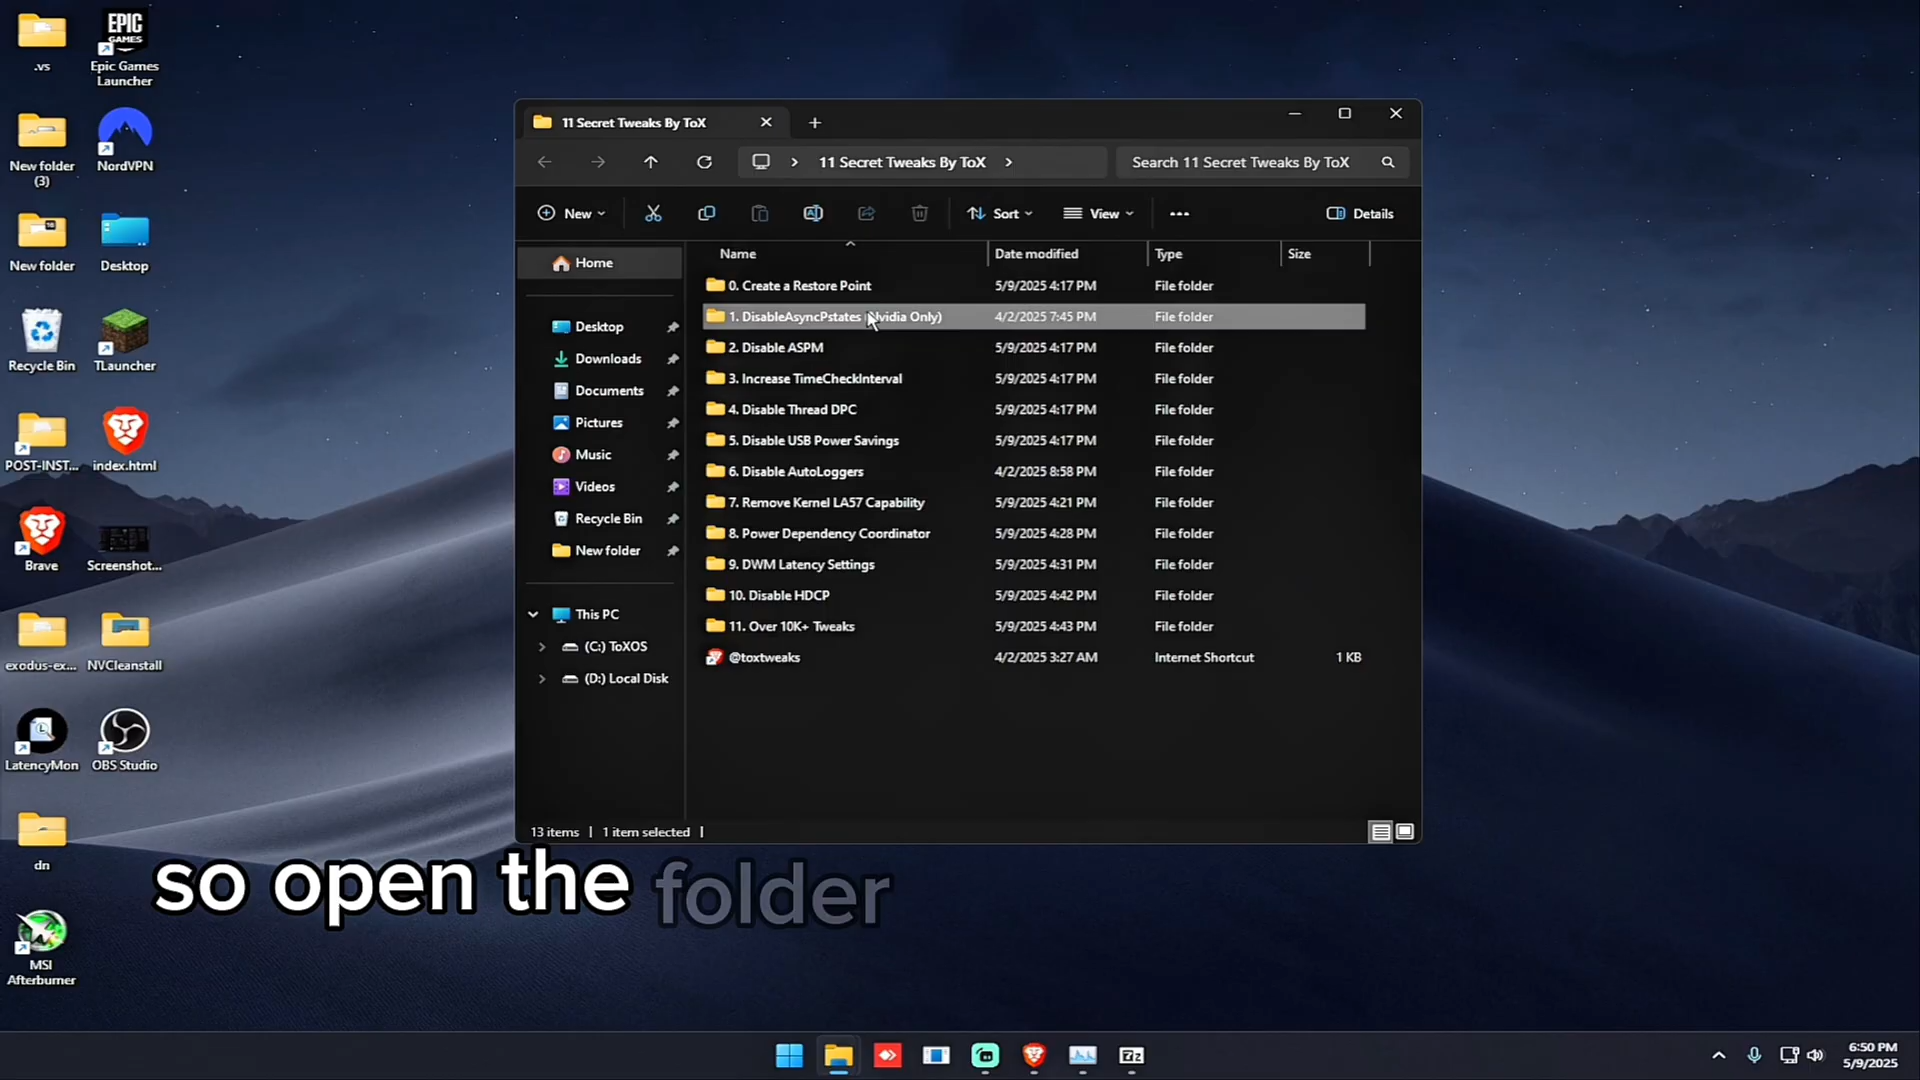 .vs
EPIC
GAMES
Epic Games
Launcher
New folder
(3)
NordVPN
New folder
Desktop
Recycle Bin
TLauncher
POST-INST...
index.html
Brave
Screenshot...
exodus-ex...
NVCleanstall
LatencyMon
OBS Studio
dn
MSI
Afterburner
11 Secret Tweaks By ToX
11 Secret Tweaks By ToX
Search 11 Secret Tweaks By ToX
New
Sort
View
Details
Home
Desktop
Downloads
Documents
Pictures
Music
Videos
Recycle Bin
New folder
This PC
(C:) ToXOS
(D:) Local Disk
Name Date modified Type Size
0. Create a Restore Point 5/9/2025 4:17 PM File folder
1. DisableAsyncPstates Nvidia Only) 4/2/2025 7:45 PM File folder
2. Disable ASPM 5/9/2025 4:17 PM File folder
3. Increase TimeCheckInterval 5/9/2025 4:17 PM File folder
4. Disable Thread DPC 5/9/2025 4:17 PM File folder
5. Disable USB Power Savings 5/9/2025 4:17 PM File folder
6. Disable AutoLoggers 4/2/2025 8:58 PM File folder
7. Remove Kernel LA57 Capability 5/9/2025 4:21 PM File folder
8. Power Dependency Coordinator 5/9/2025 4:28 PM File folder
9. DWM Latency Settings 5/9/2025 4:31 PM File folder
10. Disable HDCP 5/9/2025 4:42 PM File folder
11. Over 10K+ Tweaks 5/9/2025 4:43 PM File folder
@toxtweaks 4/2/2025 3:27 AM Internet Shortcut 1 KB
13 items 1 item selected
so open the folder
6:50 PM
5/9/2025